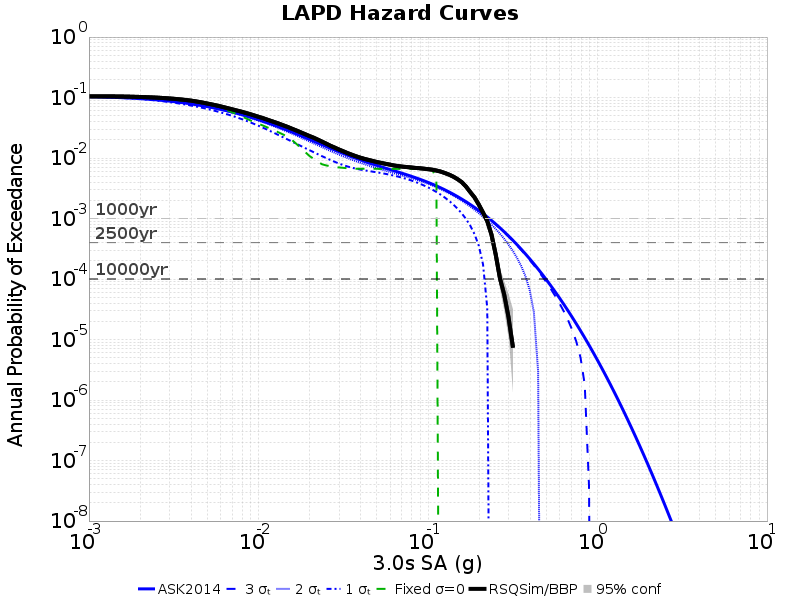 LAPD Hazard Curves
Annual Probability of Exceedance
10^0
10^-1
10^-2
10^-3
10^-4
10^-5
10^-6
10^-7
10^-8
1000yr
2500yr
10000yr
10^-3 10^-2 10^-1 10^0 10^1
3.0s SA (g)
ASK2014 3 σₜ 2 σₜ 1 σₜ Fixed σ=0 RSQSim/BBP 95% conf